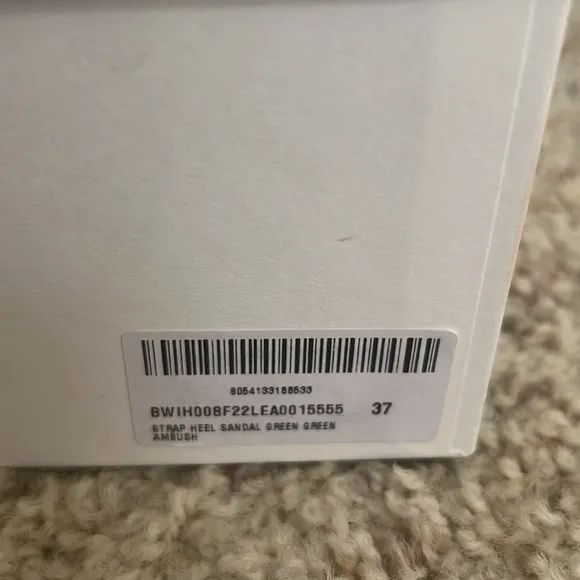 8054133188533
BWIH008F22LEA0015555 37
STRAP HEEL SANDAL GREEN GREEN
AMBUSH